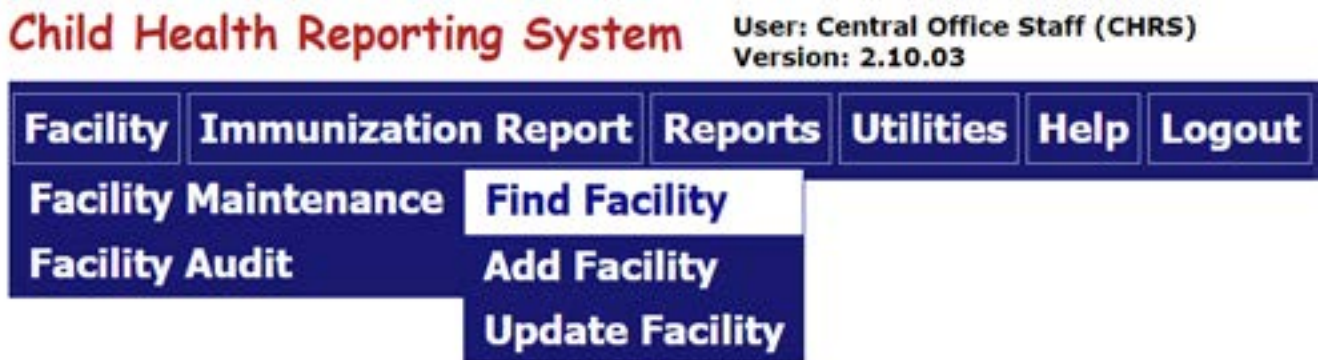 Child Health Reporting System
User: Central Office Staff (CHRS)
Version: 2.10.03
Facility Immunization Report Reports Utilities Help Logout
Facility Maintenance Find Facility
Facility Audit Add Facility
Update Facility